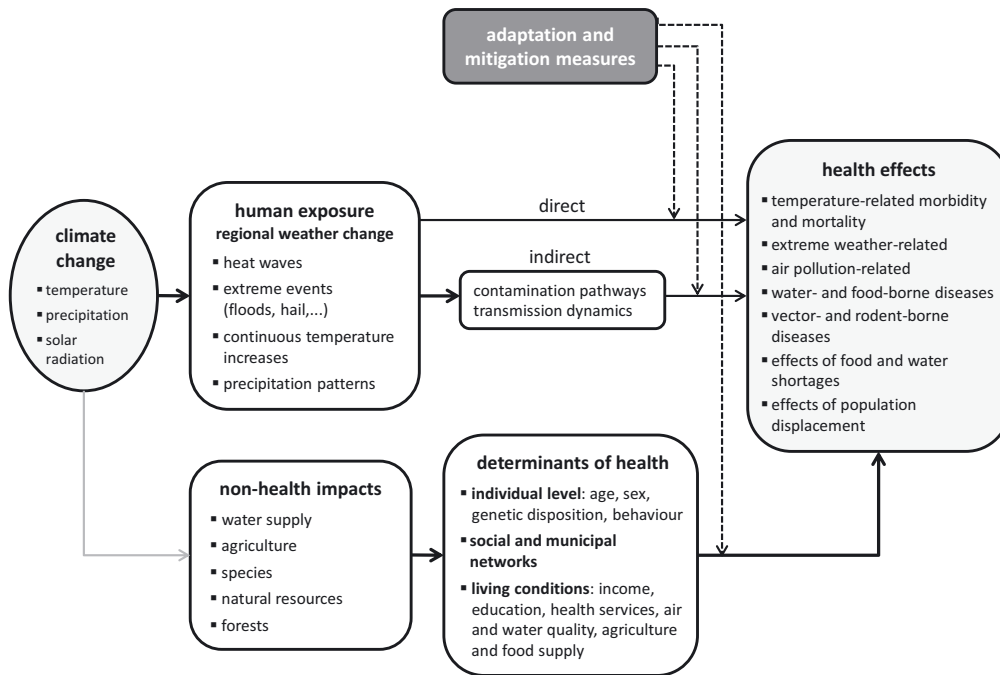 adaptation and
mitigation measures
climate
change
▪ temperature
▪ precipitation
▪ solar
radiation
human exposure
regional weather change
▪ heat waves
▪ extreme events
(floods, hail,...)
▪ continuous temperature
increases
▪ precipitation patterns
direct
indirect
contamination pathways
transmission dynamics
health effects
▪ temperature-related morbidity
and mortality
▪ extreme weather-related
▪ air pollution-related
▪ water- and food-borne diseases
▪ vector- and rodent-borne
diseases
▪ effects of food and water
shortages
▪ effects of population
displacement
non-health impacts
▪ water supply
▪ agriculture
▪ species
▪ natural resources
▪ forests
determinants of health
▪ individual level: age, sex,
genetic disposition, behaviour
▪ social and municipal
networks
▪ living conditions: income,
education, health services, air
and water quality, agriculture
and food supply